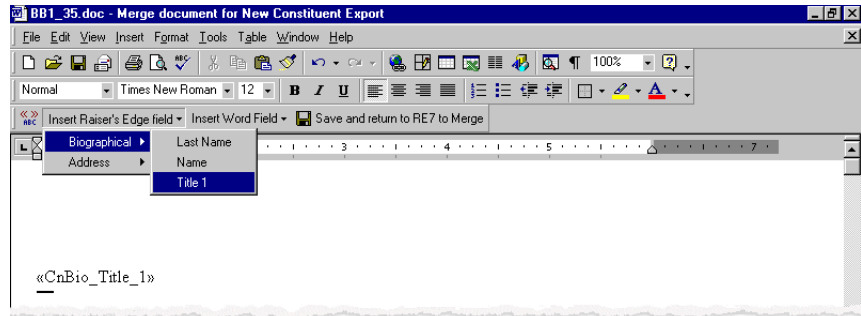 BB1_35.doc - Merge document for New Constituent Export
File Edit View Insert Format Tools Table Window Help
ABC 100%
Normal Times New Roman 12 B I U A
«» ABC Insert Raiser's Edge field Insert Word Field Save and return to RE7 to Merge
Biographical Last Name 3 4 5 7
Address Name
Title 1
«CnBio_Title_1»